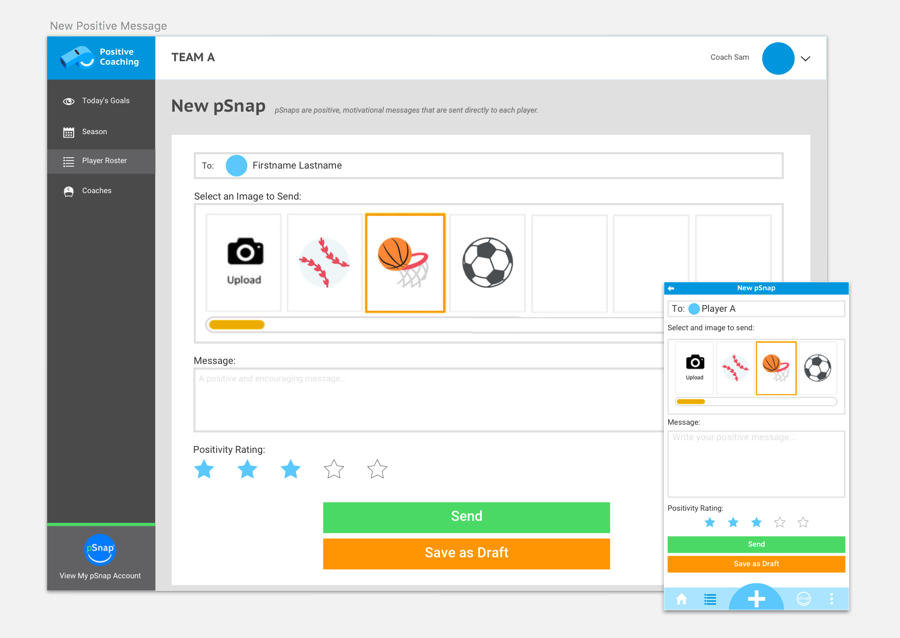 New Positive Message
Positive
Coaching
TEAM A
Coach Sam
Today's Goals
Season
Player Roster
Coaches
pSnap
View My pSnap Account
New pSnap
pSnaps are positive, motivational messages that are sent directly to each player.
To: Firstname Lastname
Select an Image to Send:
Upload
Message:
A positive and encouraging message..
Positivity Rating:
Send
Save as Draft
New pSnap
To: Player A
Select and image to send:
Upload
Message:
Write your positive message...
Positivity Rating:
Send
Save as Draft